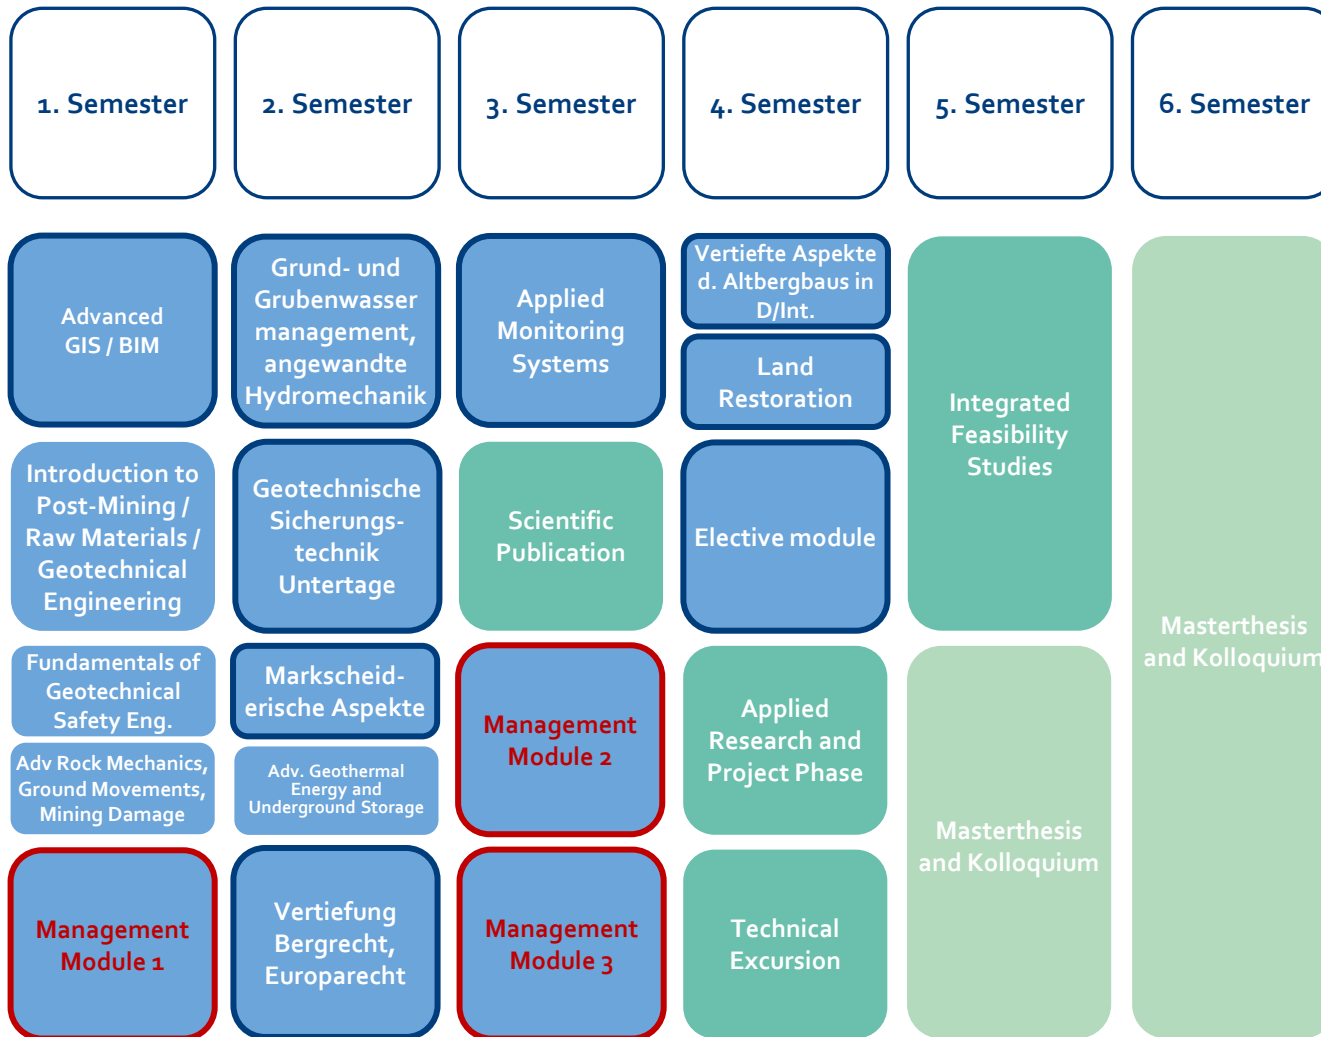 1. Semester
2. Semester
3. Semester
4. Semester
5. Semester
6. Semester
Advanced
GIS / BIM
Introduction to
Post-Mining /
Raw Materials /
Geotechnical
Engineering
Fundamentals of
Geotechnical
Safety Eng.
Adv Rock Mechanics,
Ground Movements,
Mining Damage
Management
Module 1
Grund- und
Grubenwasser
management,
angewandte
Hydromechanik
Geotechnische
Sicherungs-
technik
Untertage
Markscheid-
erische Aspekte
Adv. Geothermal
Energy and
Underground Storage
Vertiefung
Bergrecht,
Europarecht
Applied
Monitoring
Systems
Scientific
Publication
Management
Module 2
Management
Module 3
Vertiefte Aspekte
d. Altbergbaus in
D/Int.
Land
Restoration
Elective module
Applied
Research and
Project Phase
Technical
Excursion
Integrated
Feasibility
Studies
Masterthesis
and Kolloquium
Masterthesis
and Kolloquium